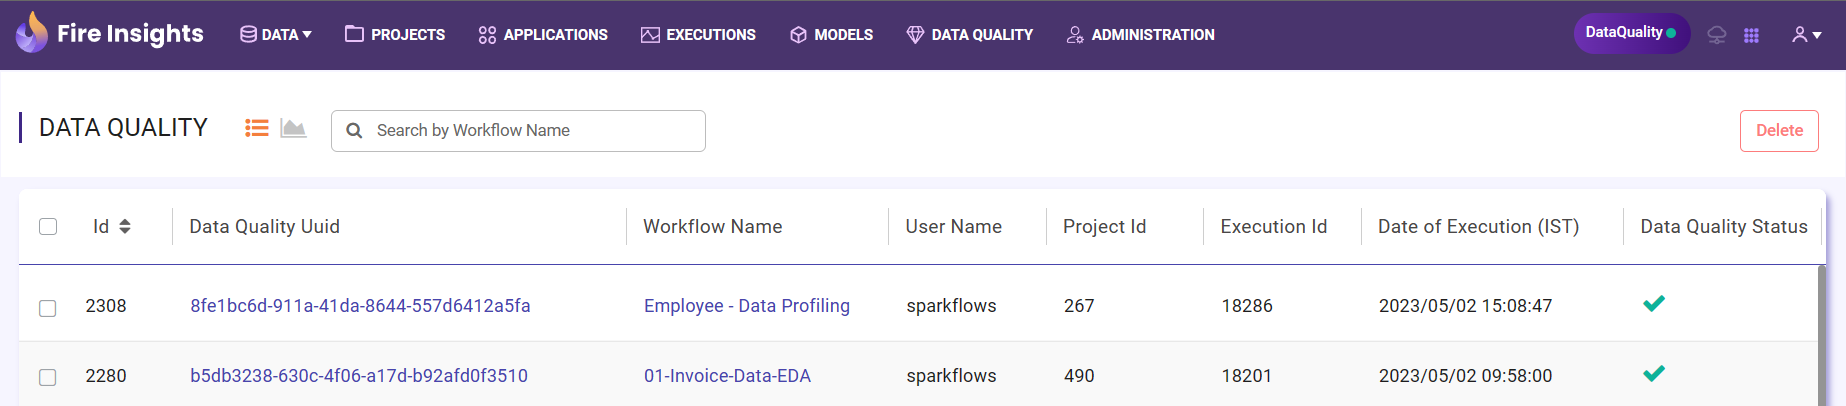 Fire Insights DATA PROJECTS APPLICATIONS EXECUTIONS MODELS DATA QUALITY ADMINISTRATION DataQuality
DATA QUALITY Search by Workflow Name Delete
Id Data Quality Uuid Workflow Name User Name Project Id Execution Id Date of Execution (IST) Data Quality Status
2308 8fe1bc6d-911a-41da-8644-557d6412a5fa Employee - Data Profiling sparkflows 267 18286 2023/05/02 15:08:47
2280 b5db3238-630c-4f06-a17d-b92afd0f3510 01-Invoice-Data-EDA sparkflows 490 18201 2023/05/02 09:58:00